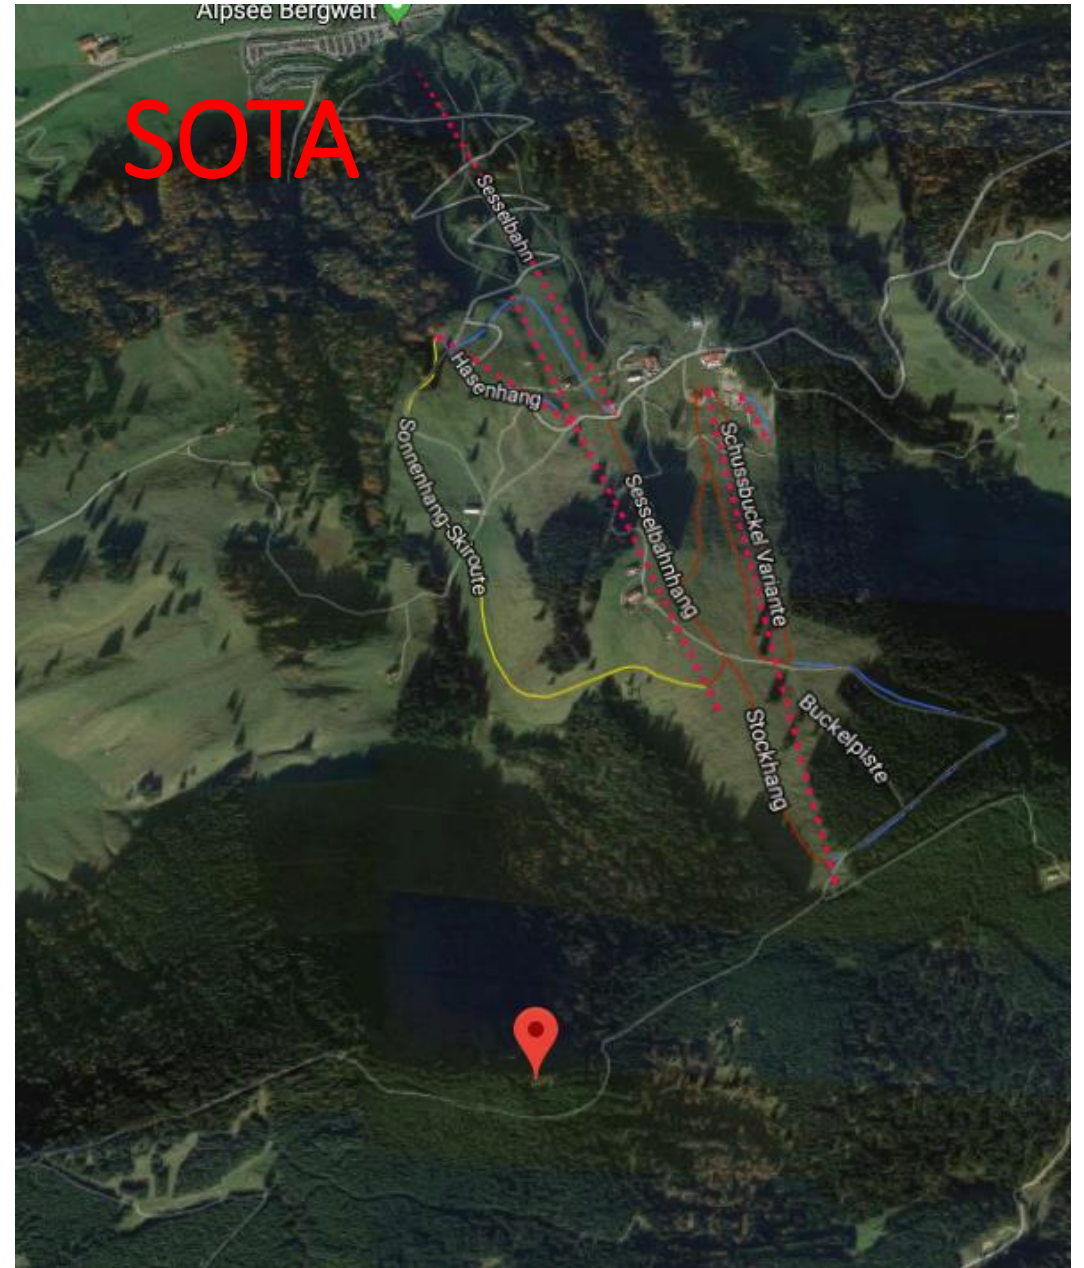 Alpsee Bergwelt
SOTA
Sesselbahn
Hasenhang
Sonnenhang-Skiroute
Sesselbahnhang
Schussbuckel Variante
Buckelpiste
Stockhang